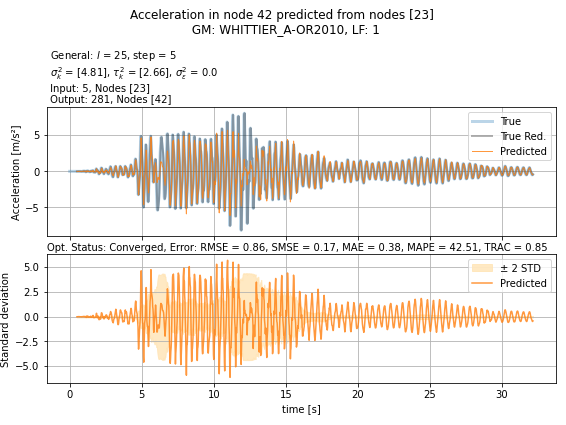 Acceleration in node 42 predicted from nodes [23]
GM: WHITTIER_A-OR2010, LF: 1
General: l = 25, step = 5
σ²ₖ = [4.81], τ²ₖ = [2.66], σ²ε = 0.0
Input: 5, Nodes [23]
Output: 281, Nodes [42]
Acceleration [m/s²]
5
0
−5
True
True Red.
Predicted
Opt. Status: Converged, Error: RMSE = 0.86, SMSE = 0.17, MAE = 0.38, MAPE = 42.51, TRAC = 0.85
Standard deviation
5.0
2.5
0.0
−2.5
−5.0
± 2 STD
Predicted
0 5 10 15 20 25 30
time [s]